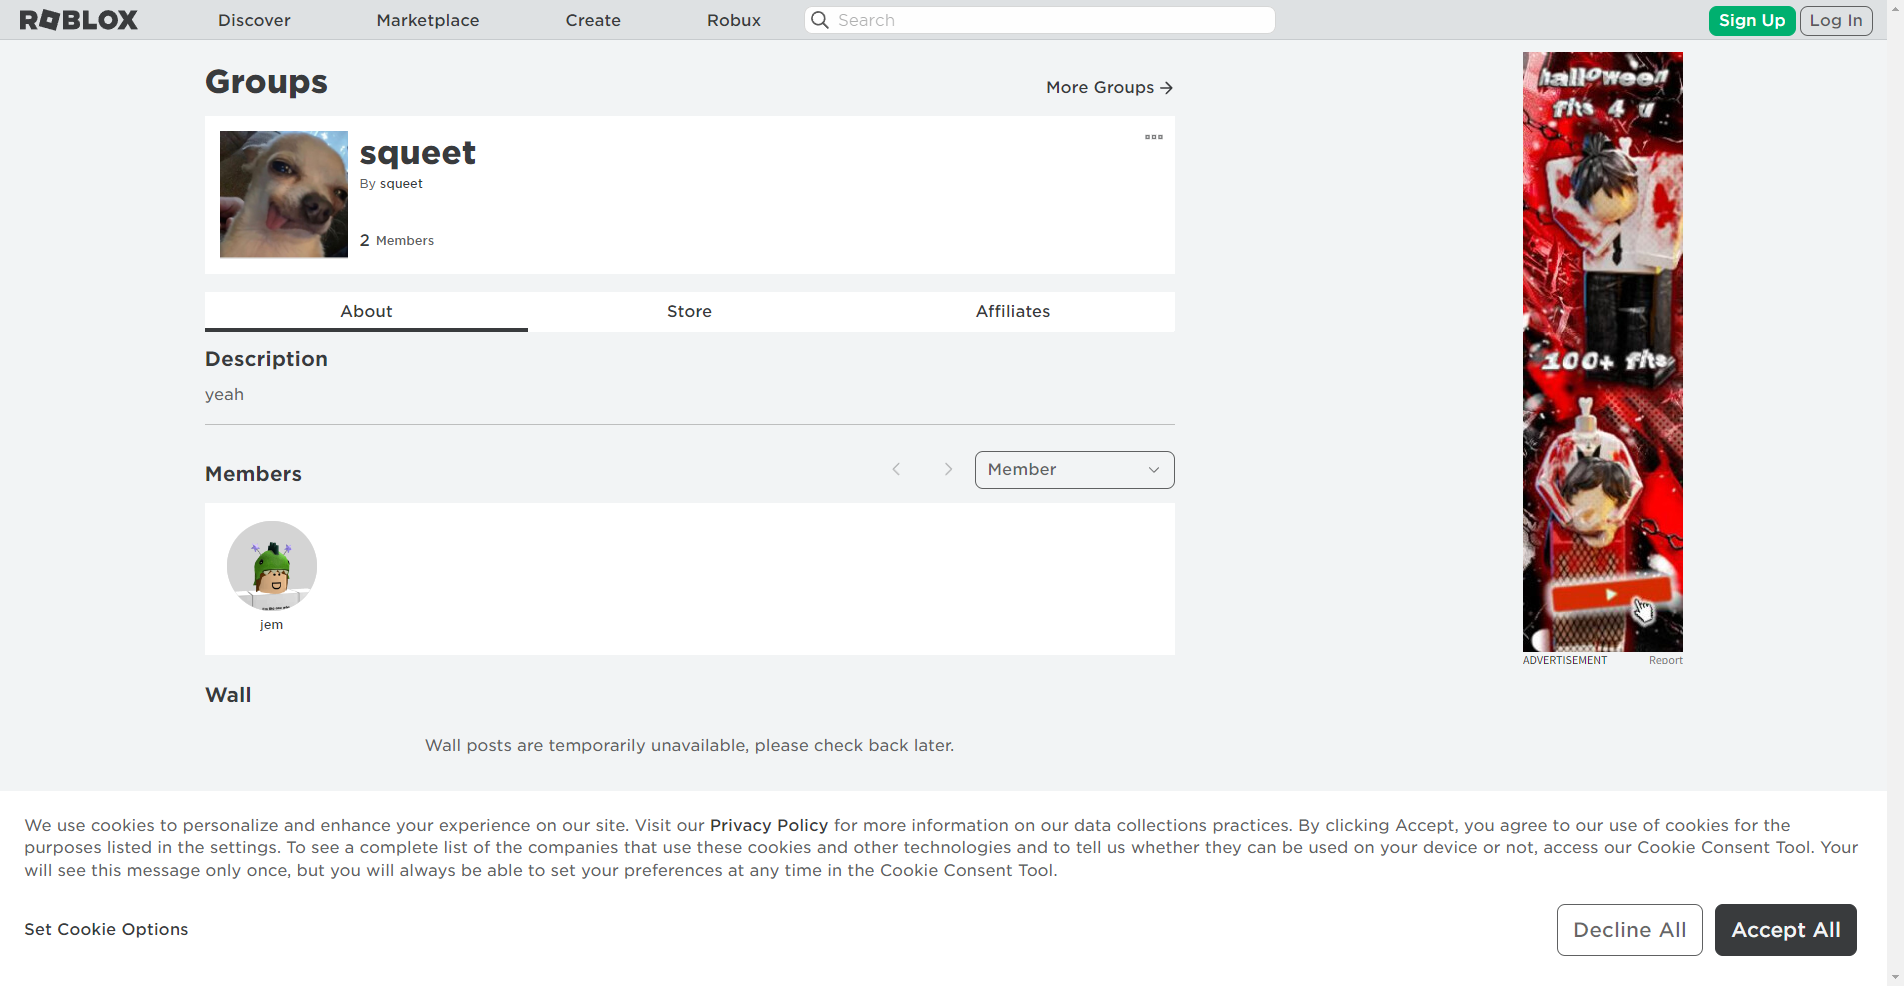 ROBLOX
Discover
Marketplace
Create
Robux
Search
Sign Up
Log In
Groups
More Groups
squeet
By squeet
2 Members
About
Store
Affiliates
Description
yeah
Members
Member
jem
Wall
Wall posts are temporarily unavailable, please check back later.
halloween
fits 4 u
100+ fits
ADVERTISEMENT
Report
We use cookies to personalize and enhance your experience on our site. Visit our Privacy Policy for more information on our data collections practices. By clicking Accept, you agree to our use of cookies for the
purposes listed in the settings. To see a complete list of the companies that use these cookies and other technologies and to tell us whether they can be used on your device or not, access our Cookie Consent Tool. Your
will see this message only once, but you will always be able to set your preferences at any time in the Cookie Consent Tool.
Set Cookie Options
Decline All
Accept All